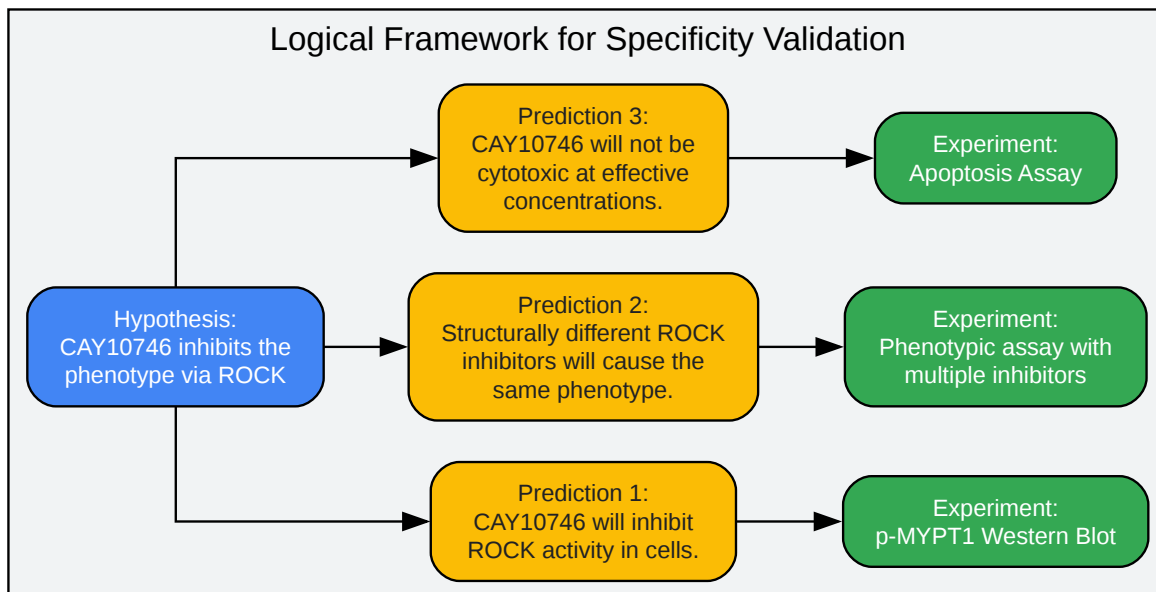 Logical Framework for Specificity Validation
Prediction 3:
CAY10746 will not be
cytotoxic at effective
concentrations.
Experiment:
Apoptosis Assay
Hypothesis:
CAY10746 inhibits the
phenotype via ROCK
Prediction 2:
Structurally different ROCK
inhibitors will cause the
same phenotype.
Experiment:
Phenotypic assay with
multiple inhibitors
Prediction 1:
CAY10746 will inhibit
ROCK activity in cells.
Experiment:
p-MYPT1 Western Blot